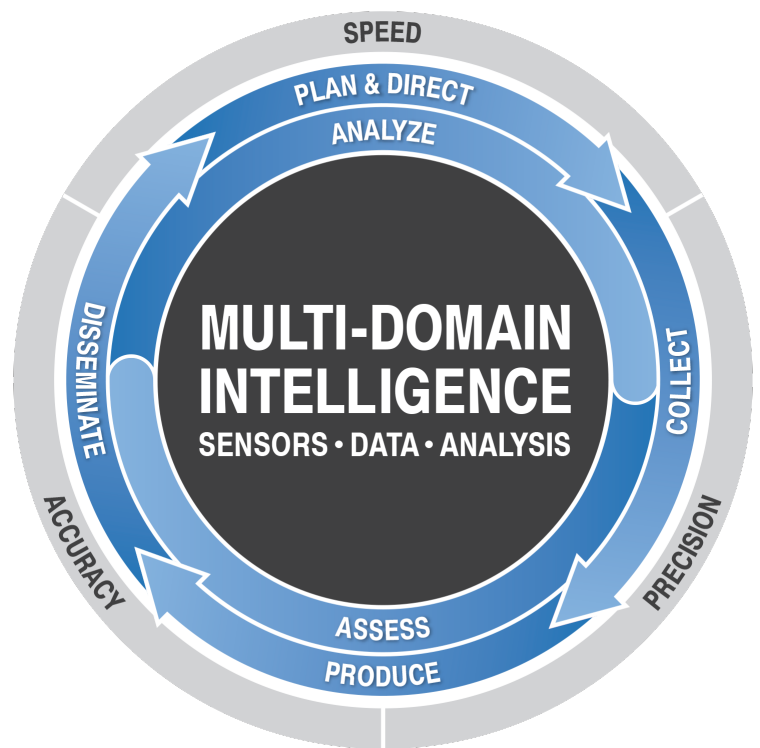 SPEED
PLAN & DIRECT
ANALYZE
MULTI-DOMAIN
INTELLIGENCE
SENSORS • DATA • ANALYSIS
DISSEMINATE
COLLECT
ACCURACY
PRECISION
ASSESS
PRODUCE